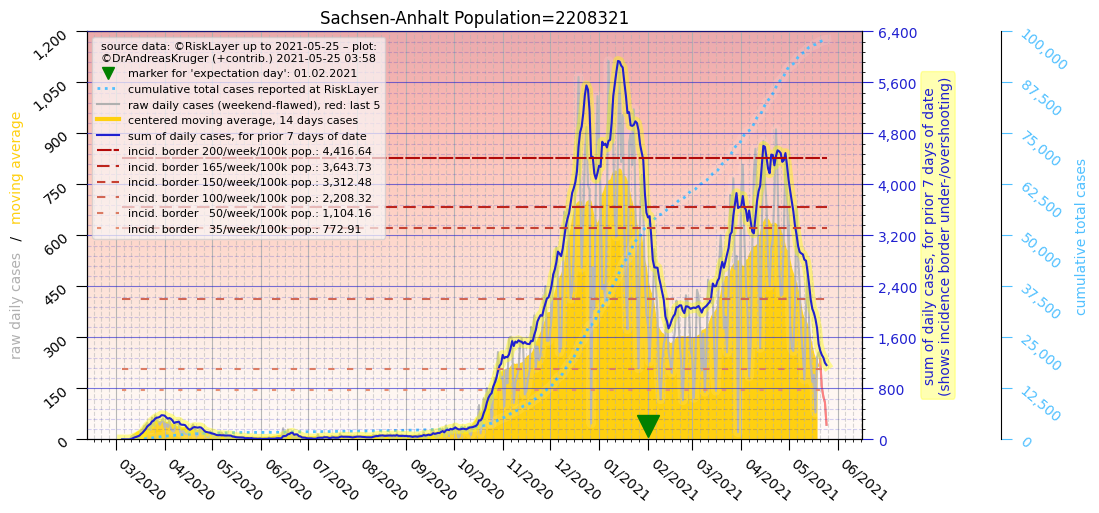 Sachsen-Anhalt Population=2208321
source data: ©RiskLayer up to 2021-05-25 – plot:
©DrAndreasKruger (+contrib.) 2021-05-25 03:58
marker for 'expectation day': 01.02.2021
cumulative total cases reported at RiskLayer
raw daily cases (weekend-flawed), red: last 5
centered moving average, 14 days cases
sum of daily cases, for prior 7 days of date
incid. border 200/week/100k pop.: 4,416.64
incid. border 165/week/100k pop.: 3,643.73
incid. border 150/week/100k pop.: 3,312.48
incid. border 100/week/100k pop.: 2,208.32
incid. border   50/week/100k pop.: 1,104.16
incid. border   35/week/100k pop.: 772.91
raw daily cases   /   moving average
1,200
1,050
900
750
600
450
300
150
0
03/2020
04/2020
05/2020
06/2020
07/2020
08/2020
09/2020
10/2020
11/2020
12/2020
01/2021
02/2021
03/2021
04/2021
05/2021
06/2021
6,400
5,600
4,800
4,000
3,200
2,400
1,600
800
0
sum of daily cases, for prior 7 days of date
(shows incidence border under-/overshooting)
100,000
87,500
75,000
62,500
50,000
37,500
25,000
12,500
0
cumulative total cases